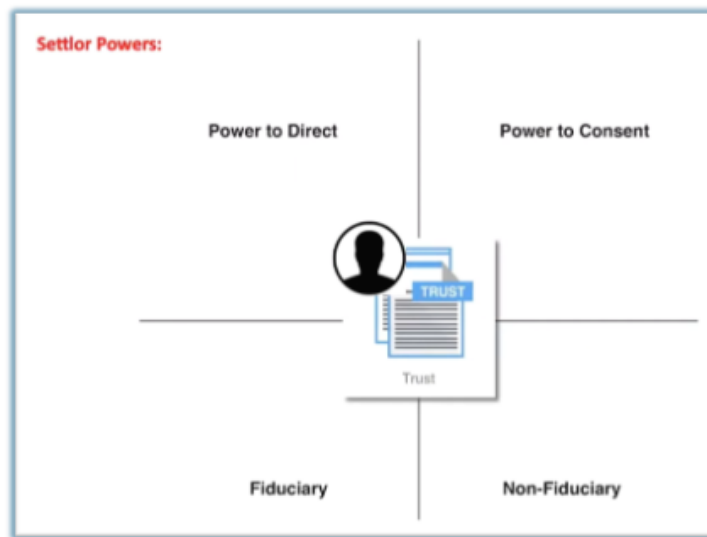 Settlor Powers:
Power to Direct
Power to Consent
TRUST
Trust
Fiduciary
Non-Fiduciary